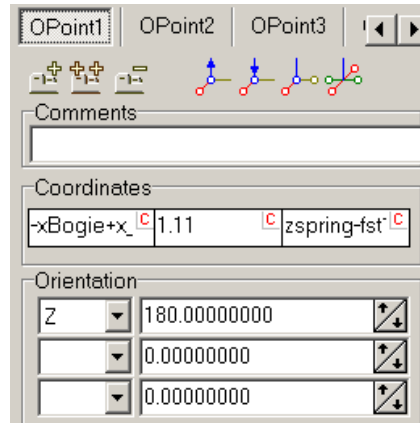 OPoint1 OPoint2 OPoint3
Comments
Coordinates
-xBogie+x_ C 1.11 C zspring-fst C
Orientation
Z 180.00000000
0.00000000
0.00000000